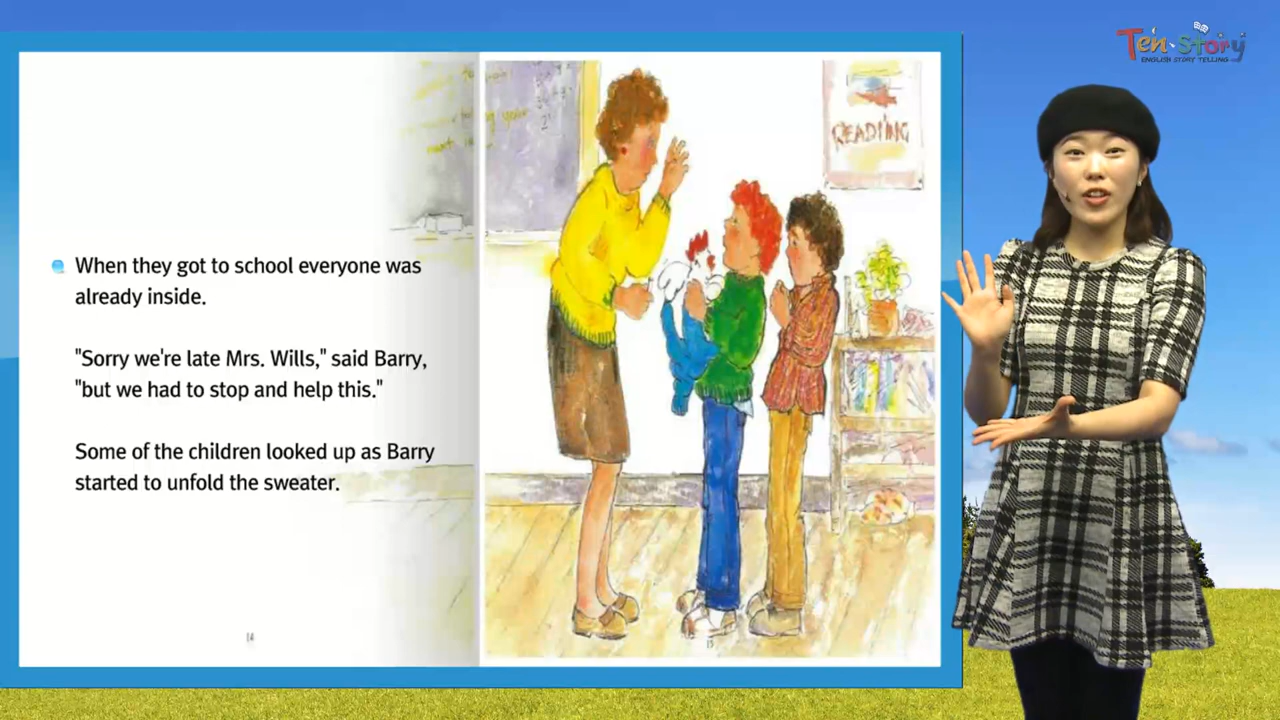 Ten·Story
ENGLISH STORY TELLING
When they got to school everyone was
already inside.
"Sorry we're late Mrs. Wills," said Barry,
"but we had to stop and help this."
Some of the children looked up as Barry
started to unfold the sweater.
READING
14
15